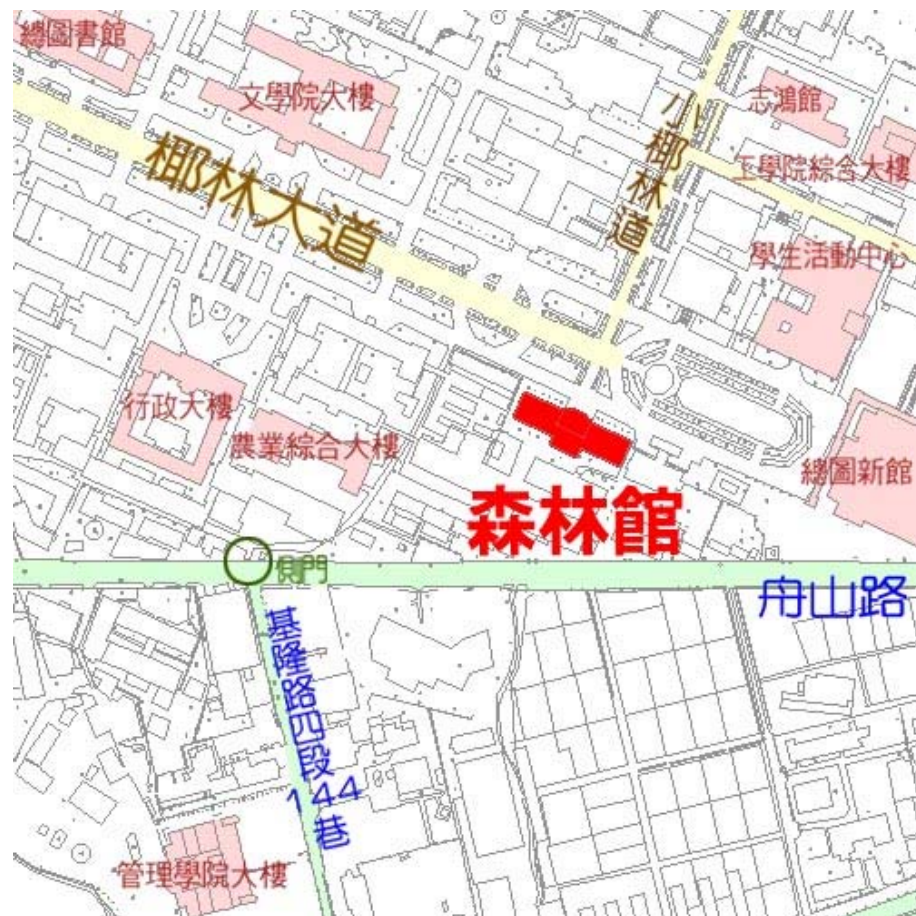 總圖書館
文學院大樓
志鴻館
小椰林道
工學院綜合大樓
椰林大道
學生活動中心
行政大樓
農業綜合大樓
總圖新館
森林館
側門
舟山路
基隆路四段144巷
管理學院大樓